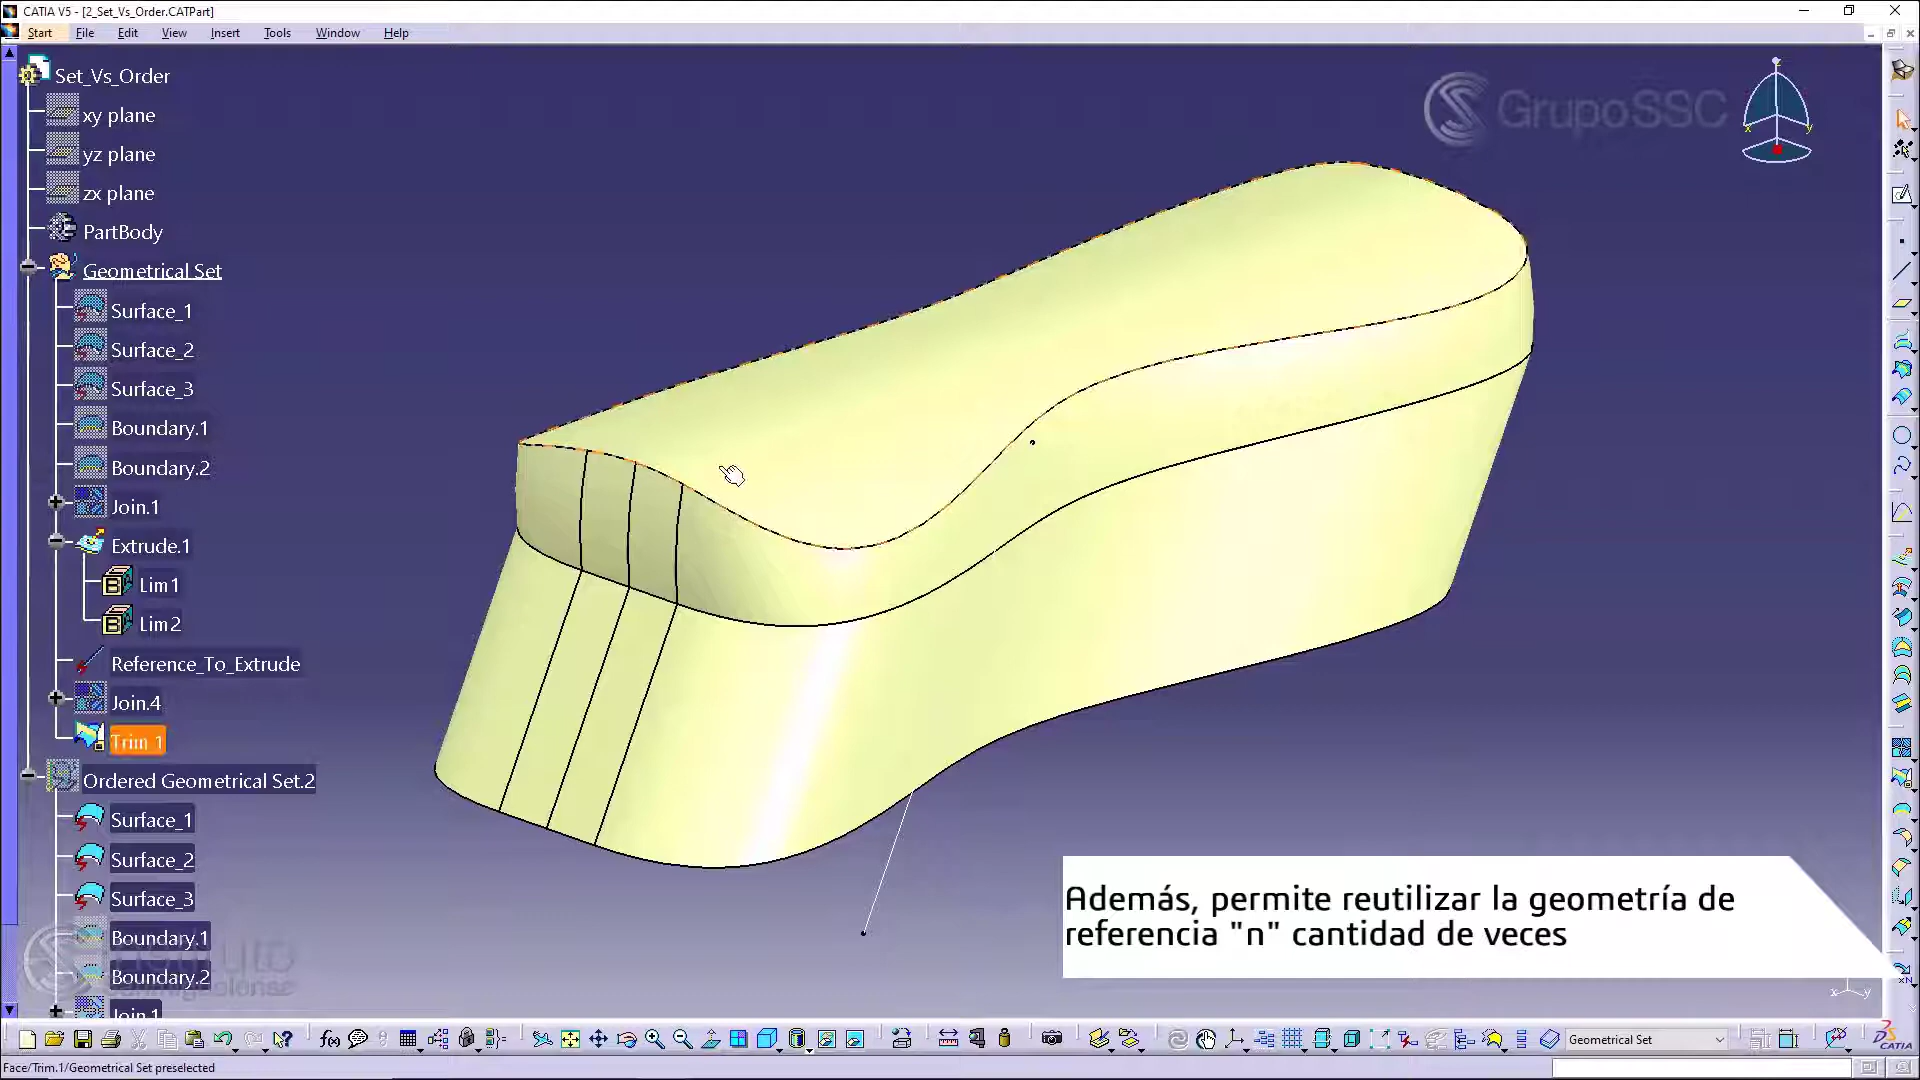 CATIA V5 - [2_Set_Vs_Order.CATPart]
Start File Edit View Insert Tools Window Help
Set_Vs_Order
xy plane
yz plane
zx plane
PartBody
Geometrical Set
Surface_1
Surface_2
Surface_3
Boundary.1
Boundary.2
Join.1
Extrude.1
Lim1
Lim2
Reference_To_Extrude
Join.4
Trim 1
Ordered Geometrical Set.2
Surface_1
Surface_2
Surface_3
Boundary.1
Boundary.2
Join.1
GrupoSSC
z
x y
Además, permite reutilizar la geometría de
referencia "n" cantidad de veces
x y
Geometrical Set
CATIA
Face/Trim.1/Geometrical Set preselected